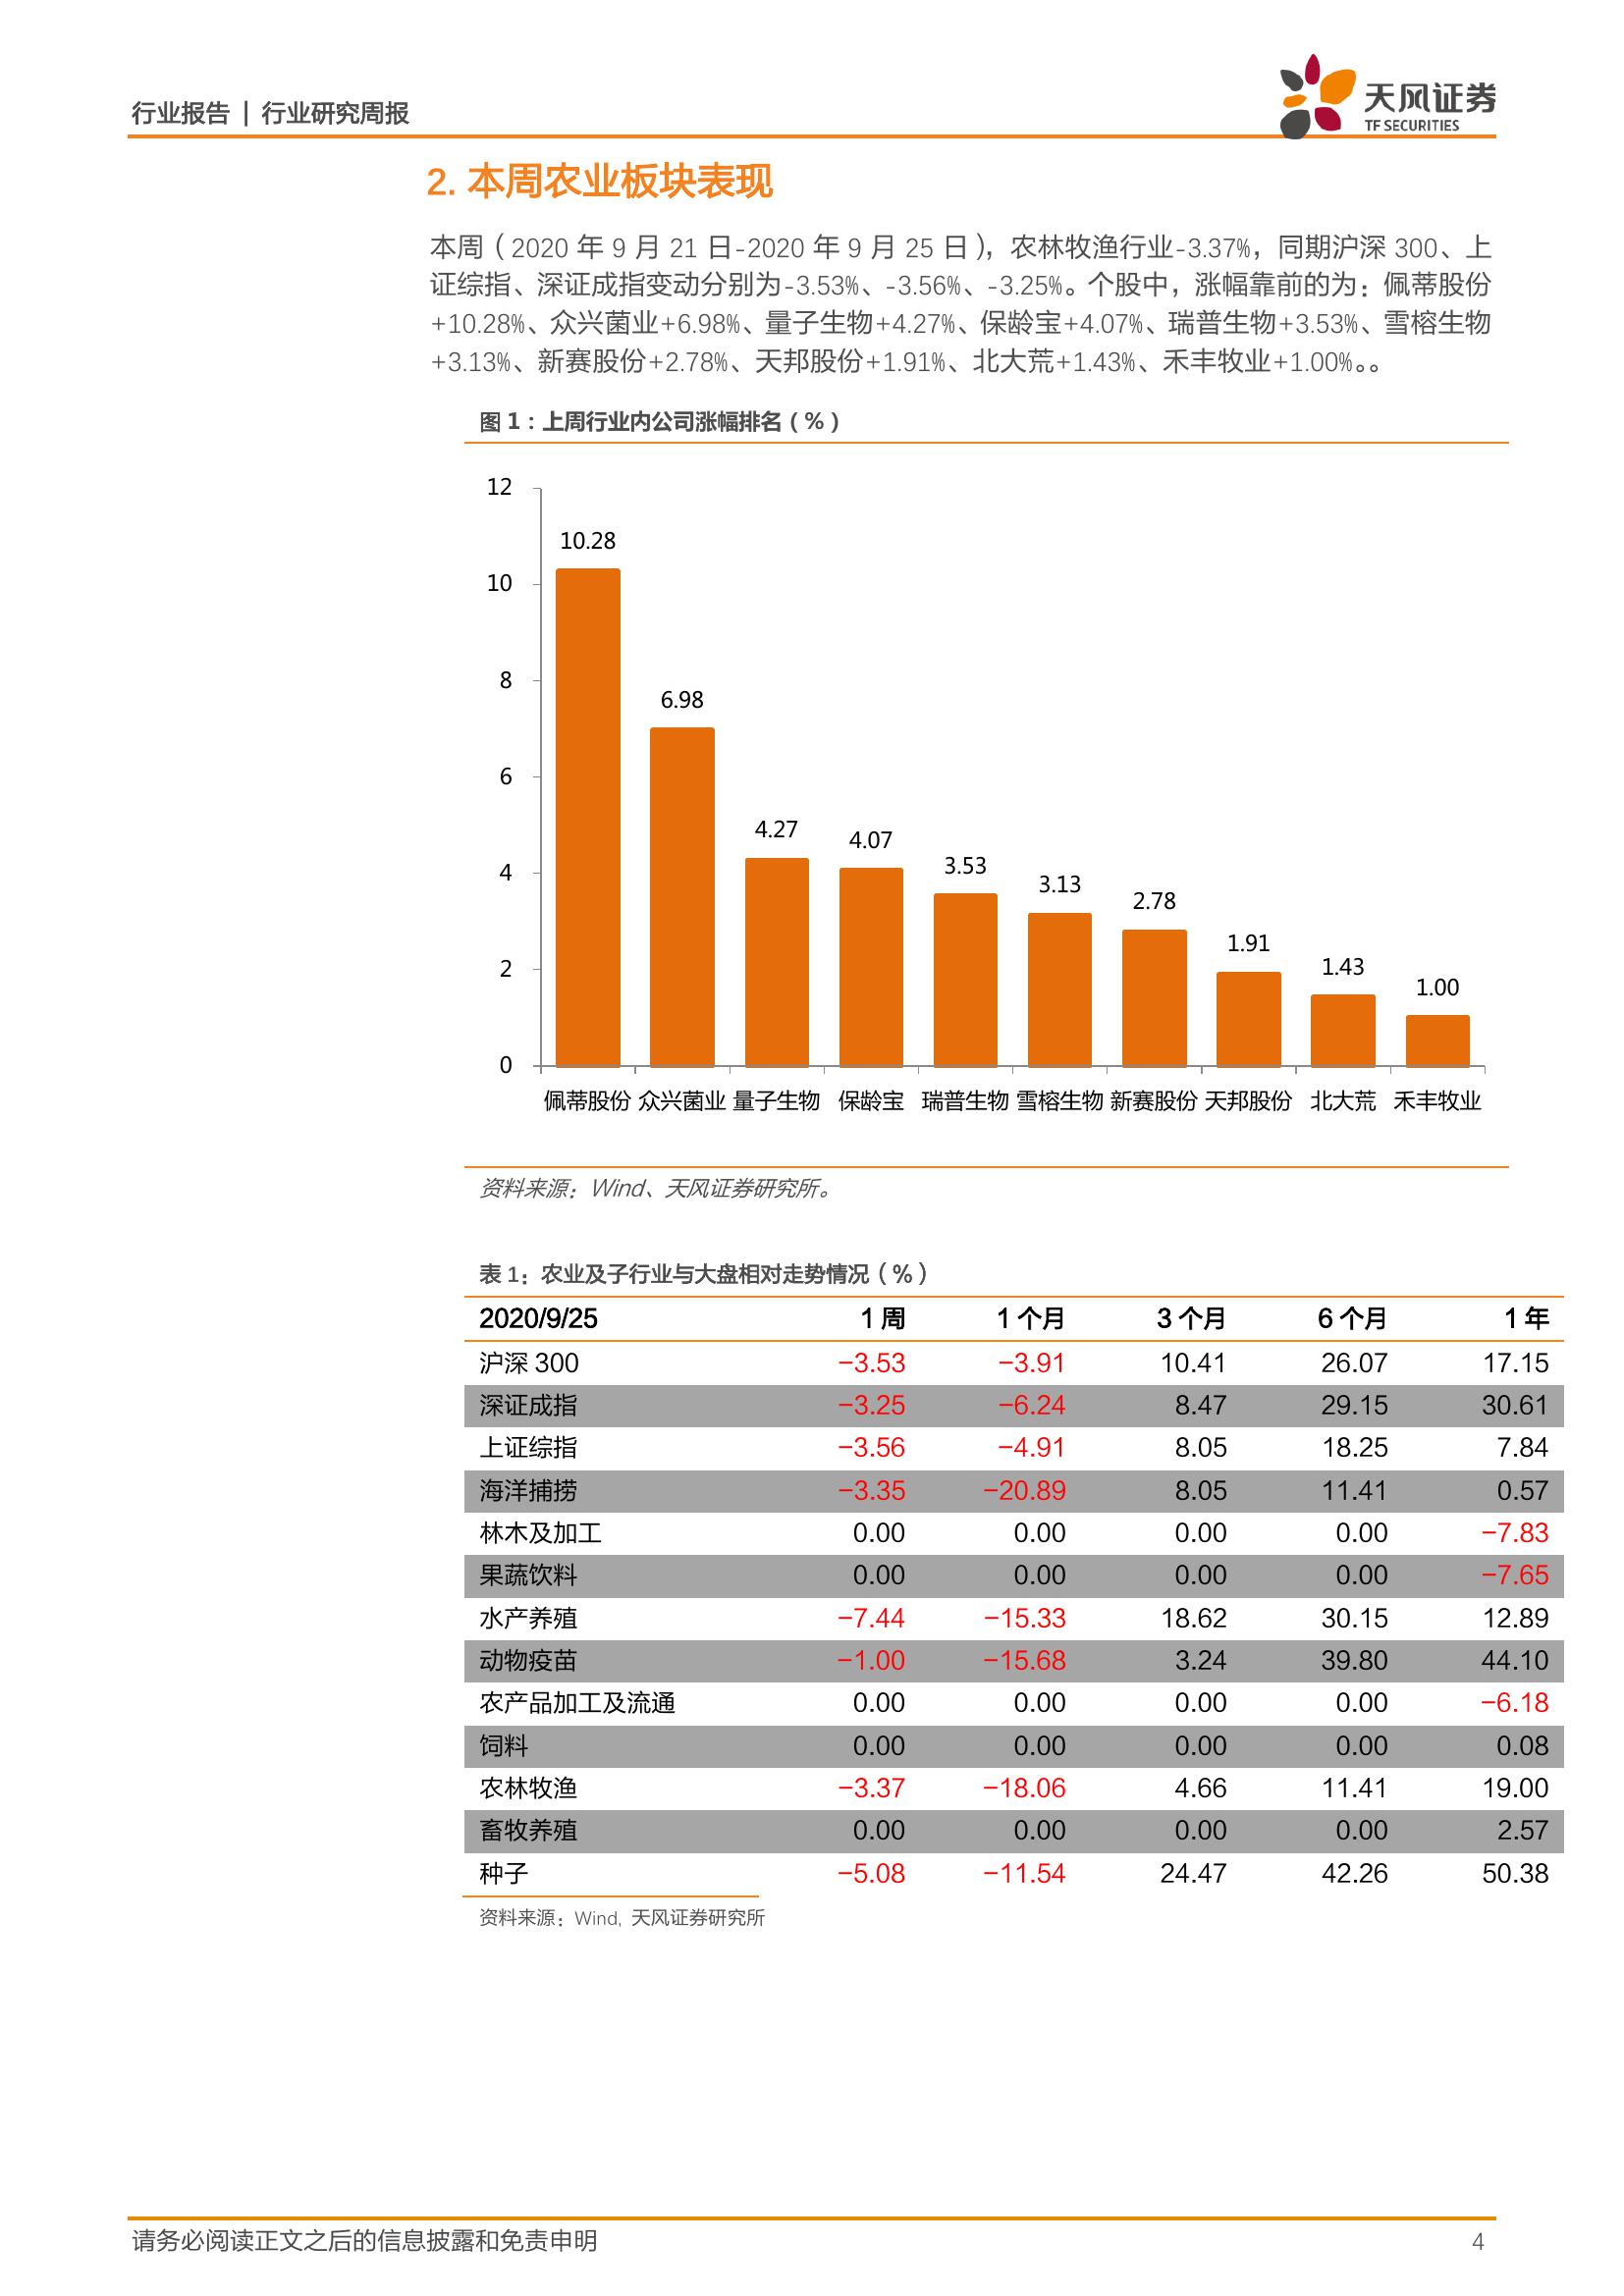 行业报告 | 行业研究周报
天风证券
TF SECURITIES
2. 本周农业板块表现
本周（2020 年 9 月 21 日-2020 年 9 月 25 日），农林牧渔行业-3.37%，同期沪深 300、上
证综指、深证成指变动分别为-3.53%、-3.56%、-3.25%。个股中，涨幅靠前的为：佩蒂股份
+10.28%、众兴菌业+6.98%、量子生物+4.27%、保龄宝+4.07%、瑞普生物+3.53%、雪榕生物
+3.13%、新赛股份+2.78%、天邦股份+1.91%、北大荒+1.43%、禾丰牧业+1.00%。。
图 1：上周行业内公司涨幅排名（%）
12
10
8
6
4
2
0
10.28
6.98
4.27
4.07
3.53
3.13
2.78
1.91
1.43
1.00
佩蒂股份 众兴菌业 量子生物 保龄宝 瑞普生物 雪榕生物 新赛股份 天邦股份 北大荒 禾丰牧业
资料来源：Wind、天风证券研究所。
表 1：农业及子行业与大盘相对走势情况（%）
2020/9/25 1 周 1 个月 3 个月 6 个月 1 年
沪深 300 −3.53 −3.91 10.41 26.07 17.15
深证成指 −3.25 −6.24 8.47 29.15 30.61
上证综指 −3.56 −4.91 8.05 18.25 7.84
海洋捕捞 −3.35 −20.89 8.05 11.41 0.57
林木及加工 0.00 0.00 0.00 0.00 −7.83
果蔬饮料 0.00 0.00 0.00 0.00 −7.65
水产养殖 −7.44 −15.33 18.62 30.15 12.89
动物疫苗 −1.00 −15.68 3.24 39.80 44.10
农产品加工及流通 0.00 0.00 0.00 0.00 −6.18
饲料 0.00 0.00 0.00 0.00 0.08
农林牧渔 −3.37 −18.06 4.66 11.41 19.00
畜牧养殖 0.00 0.00 0.00 0.00 2.57
种子 −5.08 −11.54 24.47 42.26 50.38
资料来源：Wind, 天风证券研究所
请务必阅读正文之后的信息披露和免责申明 4